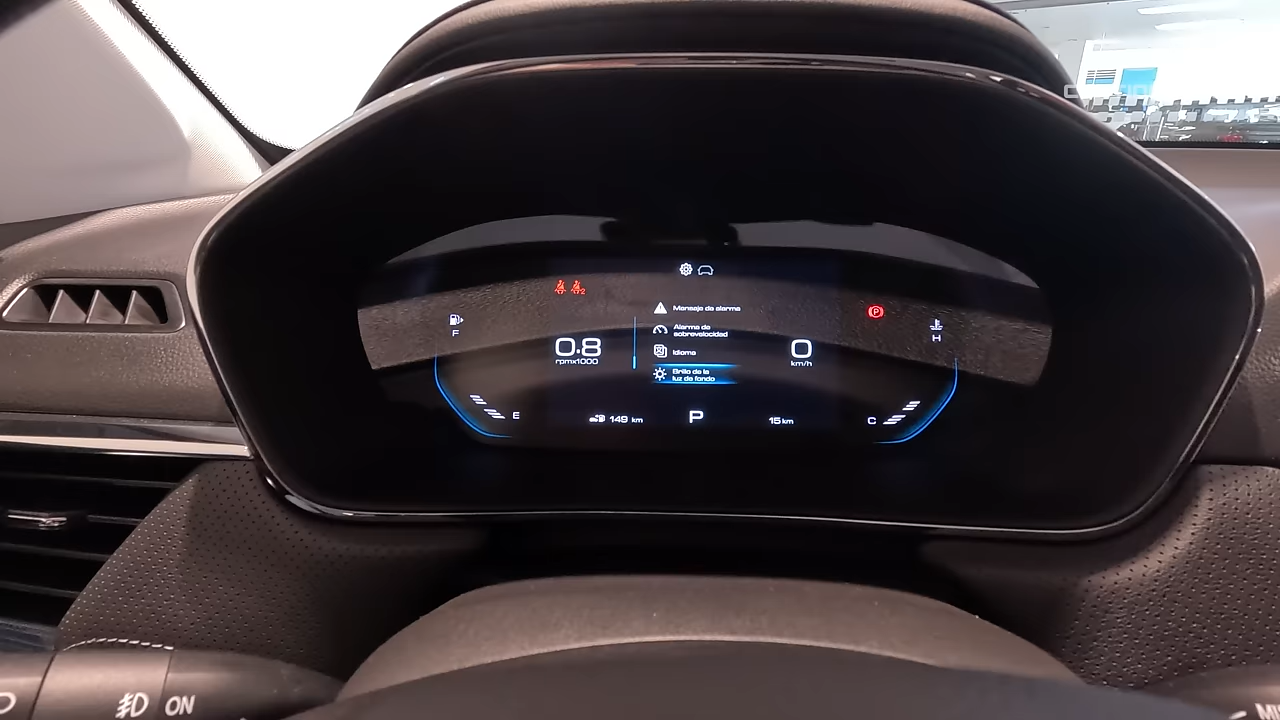 2
Mensaje de alarma
Alarma de
sobrevelocidad
Idioma
Brillo de la
luz de fondo
0.8
rpmx1000
0
km/h
P
F
H
E
C
149 km
P
15 km
ON